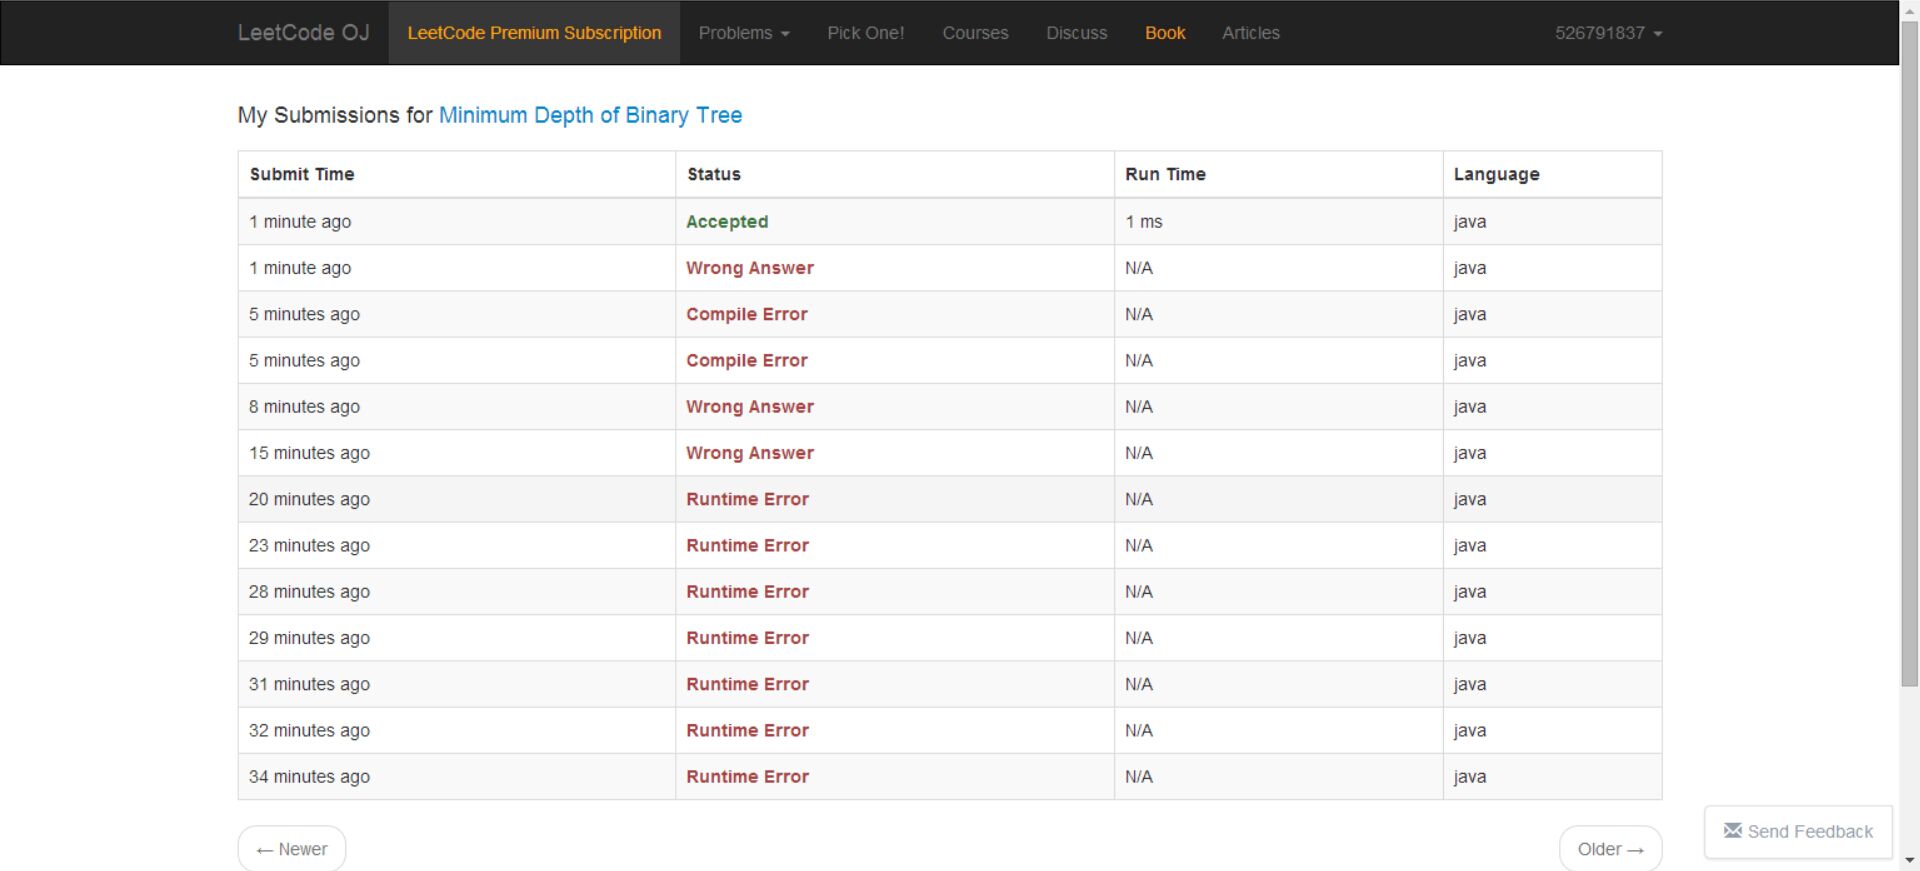 LeetCode OJ LeetCode Premium Subscription Problems Pick One! Courses Discuss Book Articles 526791837
My Submissions for Minimum Depth of Binary Tree
Submit Time Status Run Time Language
1 minute ago Accepted 1 ms java
1 minute ago Wrong Answer N/A java
5 minutes ago Compile Error N/A java
5 minutes ago Compile Error N/A java
8 minutes ago Wrong Answer N/A java
15 minutes ago Wrong Answer N/A java
20 minutes ago Runtime Error N/A java
23 minutes ago Runtime Error N/A java
28 minutes ago Runtime Error N/A java
29 minutes ago Runtime Error N/A java
31 minutes ago Runtime Error N/A java
32 minutes ago Runtime Error N/A java
34 minutes ago Runtime Error N/A java
← Newer Older →
Send Feedback